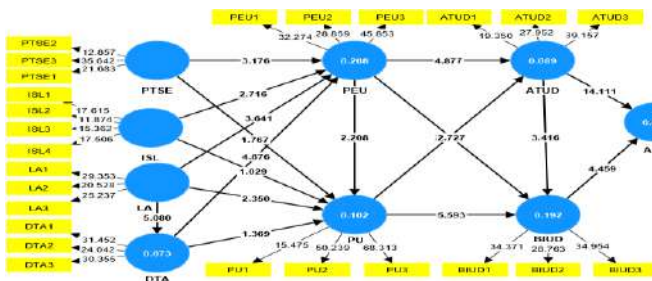 PEU1 PEU2 PEU3 ATUD1 ATUD2 ATUD3
32.274 28.859 45.853 19.350 27.952 39.157
PTSE2
PTSE3
PTSE1
12.857
35.642
21.083
PTSE
3.176
0.208
PEU
4.877
0.089
ATUD
14.111
ISL1
ISL2
ISL3
ISL4
17.615
11.874
15.362
17.506
ISL
2.716
3.641
1.767
4.876
1.029
2.208
2.727
3.416
4.459
LA1
LA2
LA3
29.353
20.528
25.237
LA
5.080
2.350
0.102
PU
5.593
0.192
BIUD
DTA1
DTA2
DTA3
31.452
24.042
30.355
0.073
DTA
1.369
15.475 50.239 68.313
34.371 28.763 34.954
PU1 PU2 PU3 BIUD1 BIUD2 BIUD3